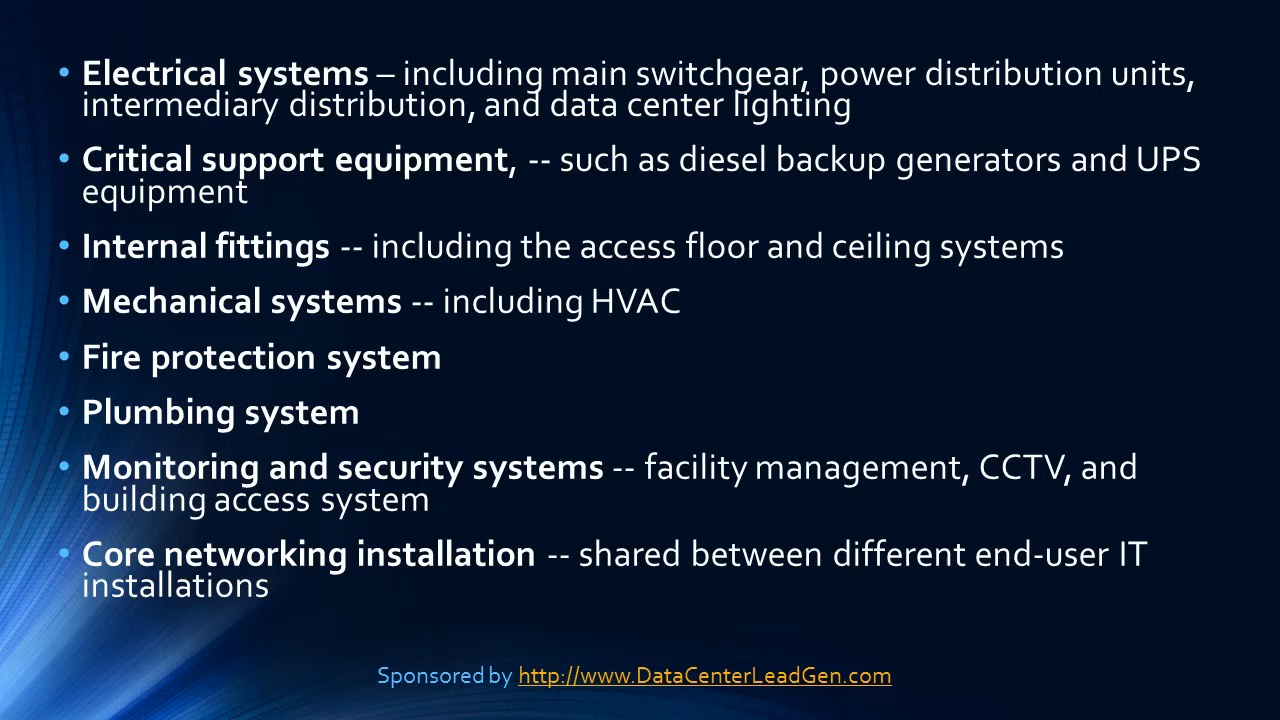 • Electrical systems – including main switchgear, power distribution units,
intermediary distribution, and data center lighting
• Critical support equipment, -- such as diesel backup generators and UPS
equipment
• Internal fittings -- including the access floor and ceiling systems
• Mechanical systems -- including HVAC
• Fire protection system
• Plumbing system
• Monitoring and security systems -- facility management, CCTV, and
building access system
• Core networking installation -- shared between different end-user IT
installations
Sponsored by http://www.DataCenterLeadGen.com